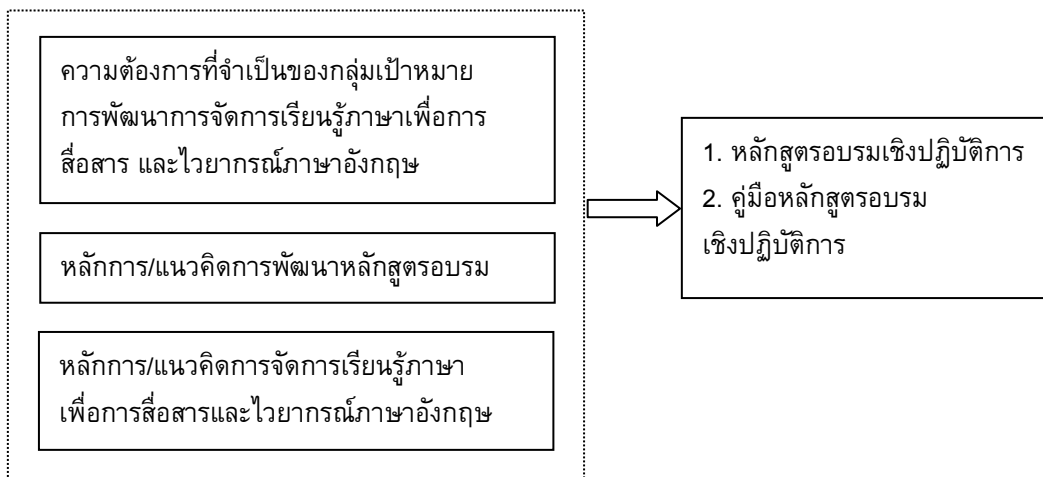 ความต้องการที่จำเป็นของกลุ่มเป้าหมาย
การพัฒนาการจัดการเรียนรู้ภาษาเพื่อการ
สื่อสาร และไวยากรณ์ภาษาอังกฤษ
หลักการ/แนวคิดการพัฒนาหลักสูตรอบรม
หลักการ/แนวคิดการจัดการเรียนรู้ภาษา
เพื่อการสื่อสารและไวยากรณ์ภาษาอังกฤษ
1. หลักสูตรอบรมเชิงปฏิบัติการ
2. คู่มือหลักสูตรอบรม
เชิงปฏิบัติการ